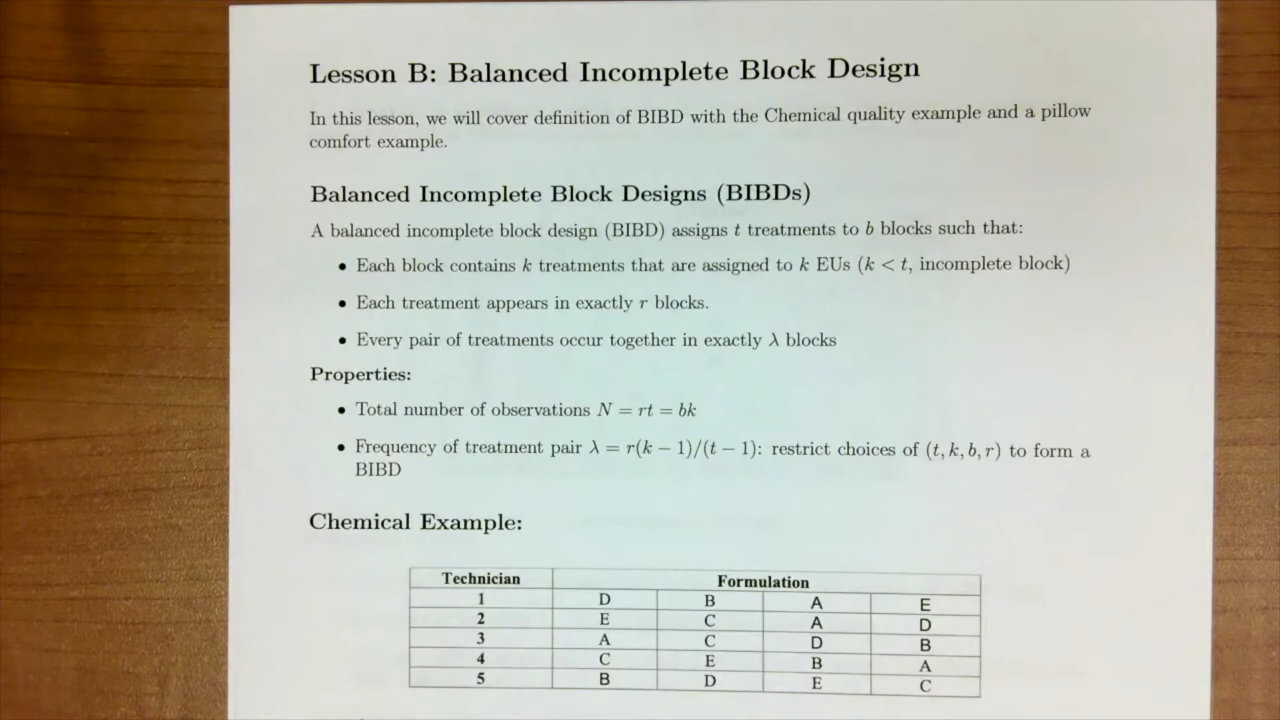 Lesson B: Balanced Incomplete Block Design
In this lesson, we will cover definition of BIBD with the Chemical quality example and a pillow
comfort example.
Balanced Incomplete Block Designs (BIBDs)
A balanced incomplete block design (BIBD) assigns t treatments to b blocks such that:
• Each block contains k treatments that are assigned to k EUs (k < t, incomplete block)
• Each treatment appears in exactly r blocks.
• Every pair of treatments occur together in exactly λ blocks
Properties:
• Total number of observations N = rt = bk
• Frequency of treatment pair λ = r(k − 1)/(t − 1): restrict choices of (t, k, b, r) to form a
BIBD
Chemical Example:
Technician Formulation
1 D B A E
2 E C A D
3 A C D B
4 C E B A
5 B D E C